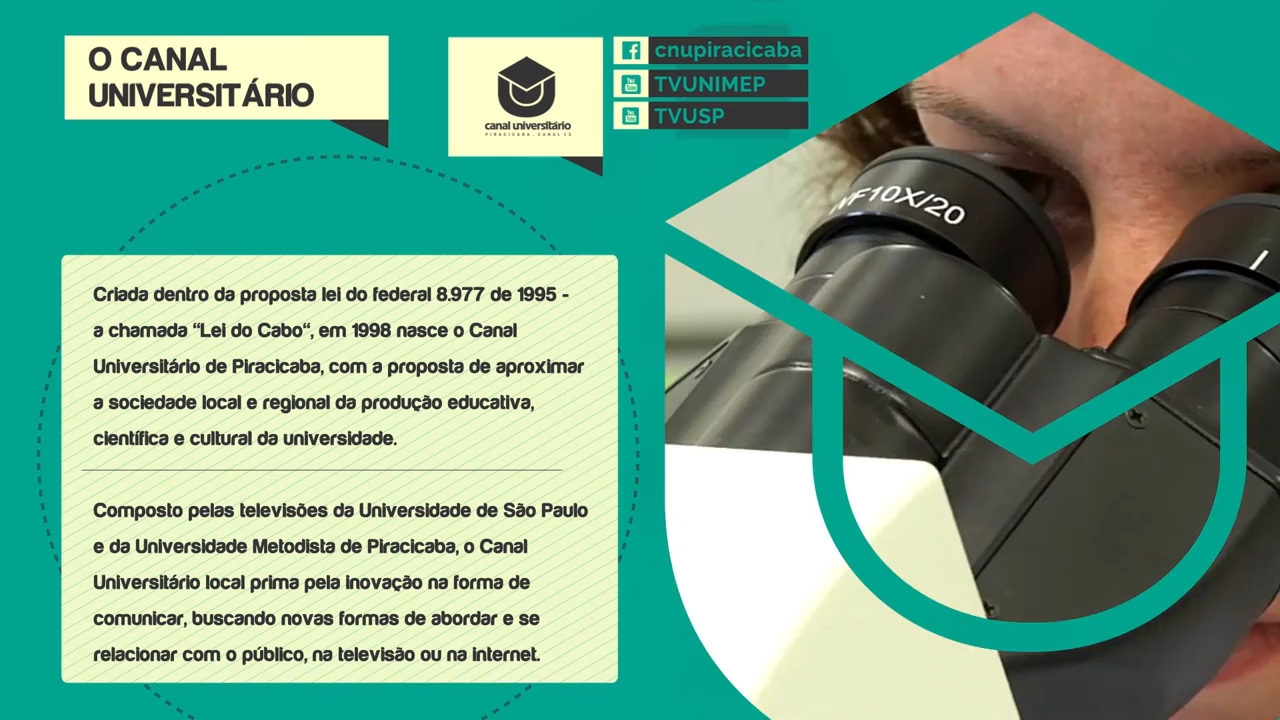 O CANAL
UNIVERSITÁRIO
canal universitário
PIRACICABA . CANAL 13
cnupiracicaba
TVUNIMEP
TVUSP
Criada dentro da proposta lei do federal 8.977 de 1995 -
a chamada “Lei do Cabo“, em 1998 nasce o Canal
Universitário de Piracicaba, com a proposta de aproximar
a sociedade local e regional da produção educativa,
científica e cultural da universidade.
Composto pelas televisões da Universidade de São Paulo
e da Universidade Metodista de Piracicaba, o Canal
Universitário local prima pela inovação na forma de
comunicar, buscando novas formas de abordar e se
relacionar com o público, na televisão ou na internet.
WF10X/20